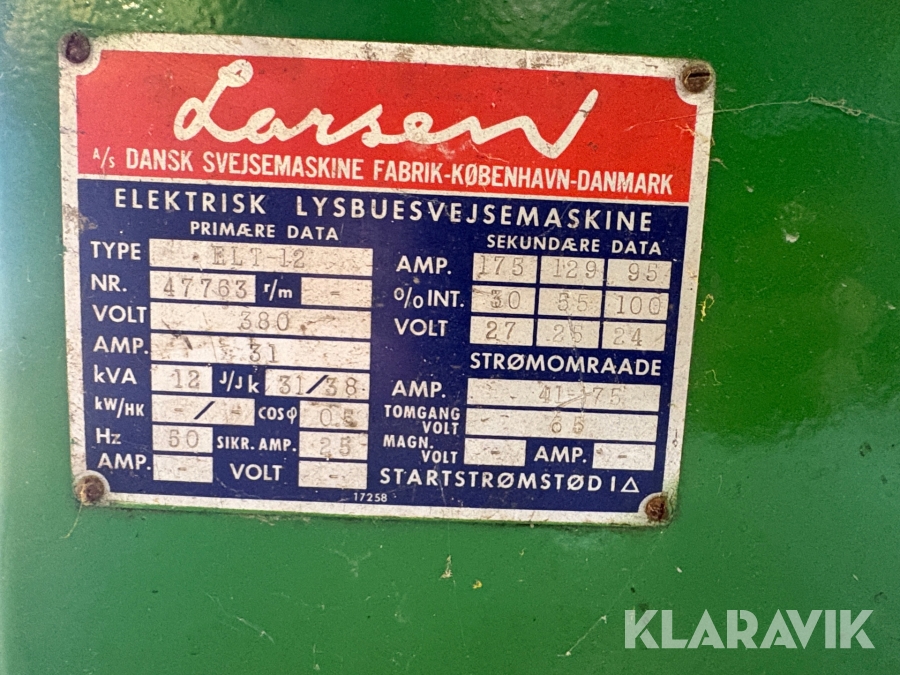 Larsen
A/S DANSK SVEJSEMASKINE FABRIK-KØBENHAVN-DANMARK
ELEKTRISK LYSBUESVEJSEMASKINE
PRIMÆRE DATA
TYPE ELT-12
NR. 47763 r/m -
VOLT 380
AMP. 31
kVA 12 J/Jk 31/38
kW/HK -/- COS φ 0.5
Hz 50 SIKR. AMP. 25
AMP. - VOLT -
SEKUNDÆRE DATA
AMP. 175 129 95
% INT. 30 55 100
VOLT 27 25 24
STRØMOMRAADE
AMP. 41-175
TOMGANG VOLT 65
MAGN. VOLT - AMP. -
STARTSTRØMSTØD I △
17258
KLARAVIK